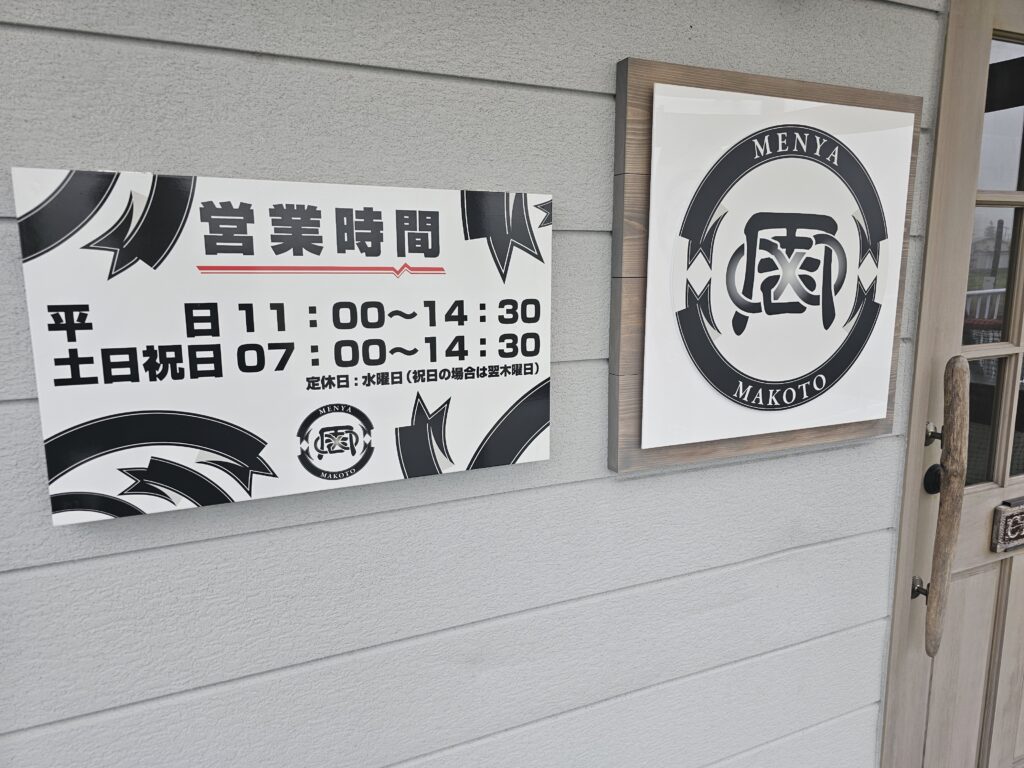 営業時間
平　日 11：00～14：30
土日祝日 07：00～14：30
定休日：水曜日（祝日の場合は翌木曜日）
MENYA
MAKOTO
MENYA
MAKOTO